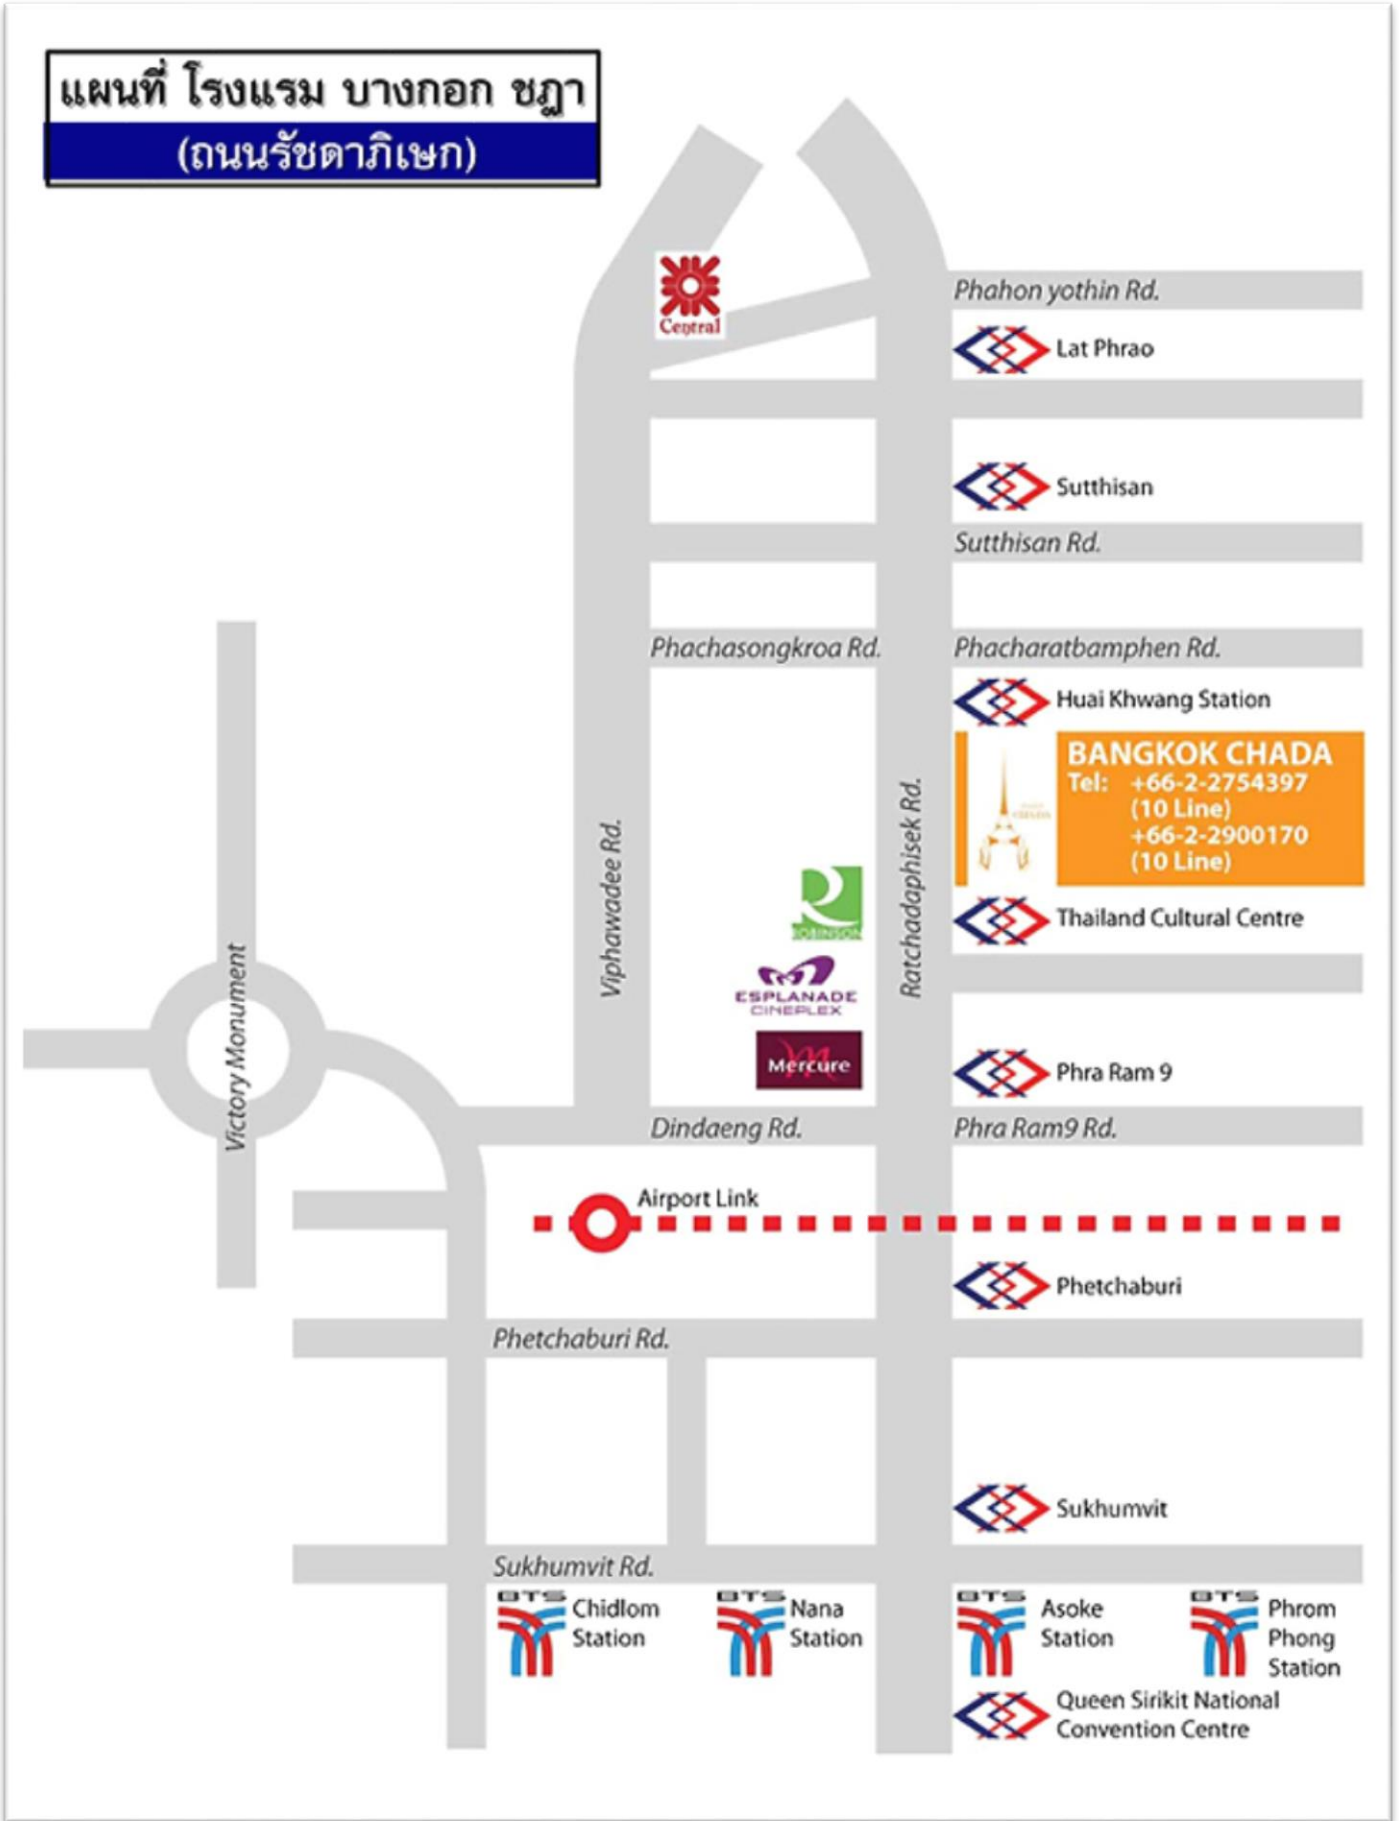 แผนที่ โรงแรม บางกอก ชฎา
(ถนนรัชดาภิเษก)
Central
Phahon yothin Rd.
Lat Phrao
Sutthisan
Sutthisan Rd.
Phachasongkroa Rd.
Phacharatbamphen Rd.
Huai Khwang Station
BANGKOK CHADA
Tel: +66-2-2754397
(10 Line)
+66-2-2900170
(10 Line)
CHADA
Viphawadee Rd.
Ratchadaphisek Rd.
ROBINSON
Thailand Cultural Centre
ESPLANADE
CINEPLEX
Victory Monument
Mercure
Phra Ram 9
Dindaeng Rd.
Phra Ram9 Rd.
Airport Link
Phetchaburi
Phetchaburi Rd.
Sukhumvit
Sukhumvit Rd.
BTS
Chidlom
Station
BTS
Nana
Station
BTS
Asoke
Station
BTS
Phrom
Phong
Station
Queen Sirikit National
Convention Centre